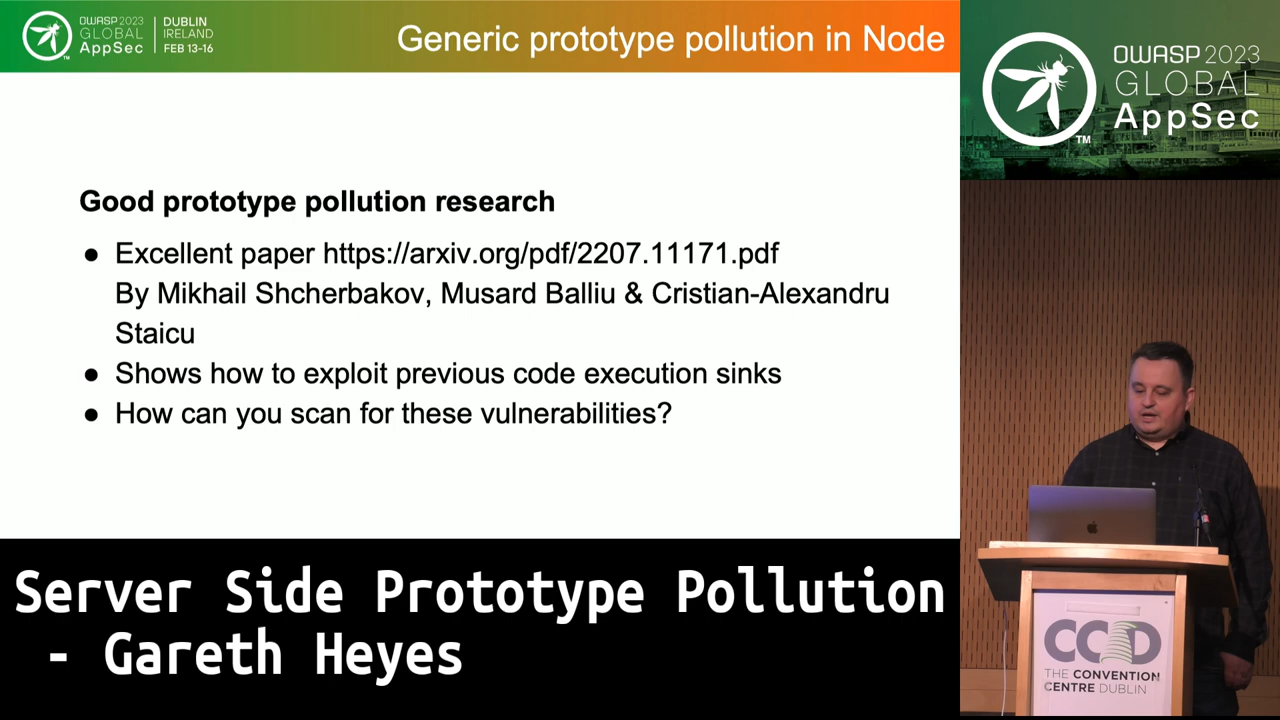 OWASP 2023
GLOBAL
AppSec
DUBLIN
IRELAND
FEB 13-16
TM
Generic prototype pollution in Node
Good prototype pollution research
● Excellent paper https://arxiv.org/pdf/2207.11171.pdf
By Mikhail Shcherbakov, Musard Balliu & Cristian-Alexandru
Staicu
● Shows how to exploit previous code execution sinks
● How can you scan for these vulnerabilities?
Server Side Prototype Pollution
- Gareth Heyes
OWASP 2023
GLOBAL
AppSec
TM
CCD
THE CONVENTION
CENTRE DUBLIN